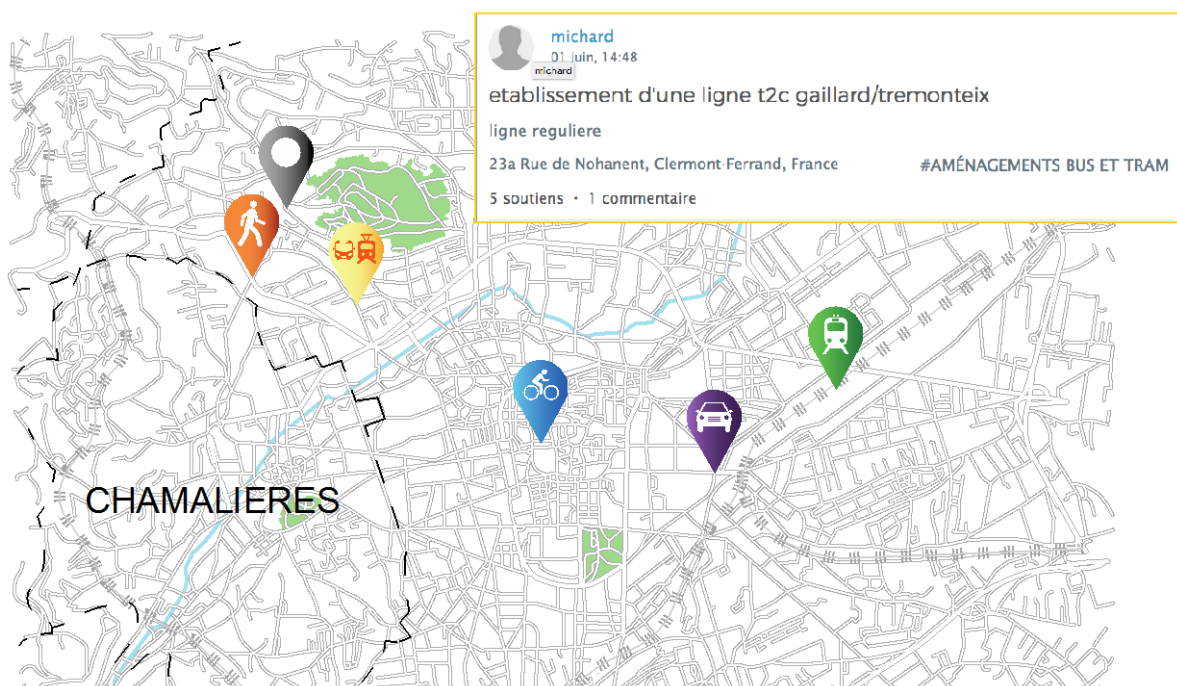 michard
01 juin, 14:48
michard
etablissement d'une ligne t2c gaillard/tremonteix
ligne reguliere
23a Rue de Nohanent, Clermont-Ferrand, France #AMÉNAGEMENTS BUS ET TRAM
5 soutiens • 1 commentaire
CHAMALIERES